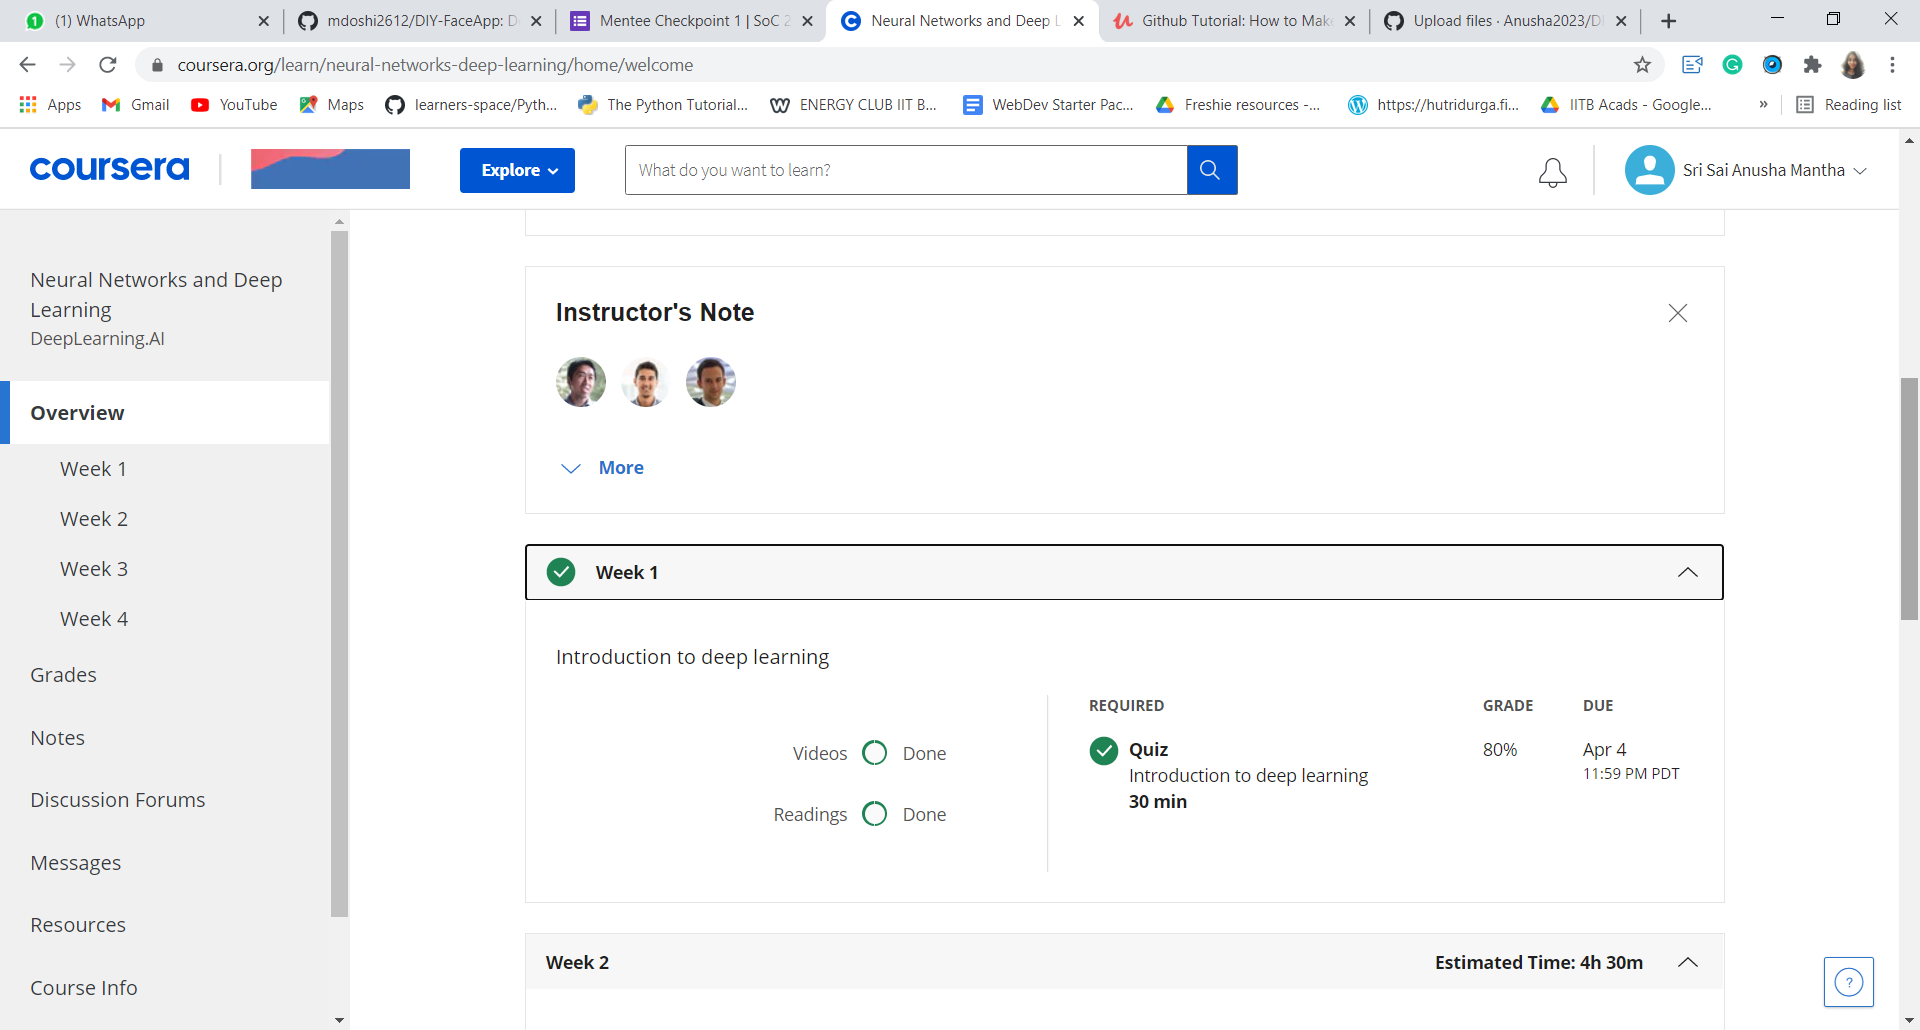 (1) WhatsApp
mdoshi2612/DIY-FaceApp: D
Mentee Checkpoint 1 | SoC 2
Neural Networks and Deep L
Github Tutorial: How to Make
Upload files · Anusha2023/DI
coursera.org/learn/neural-networks-deep-learning/home/welcome
Apps
Gmail
YouTube
Maps
learners-space/Pyth...
The Python Tutorial...
ENERGY CLUB IIT B...
WebDev Starter Pac...
Freshie resources -...
https://hutridurga.fi...
IITB Acads - Google...
»
Reading list
coursera
Explore
What do you want to learn?
Sri Sai Anusha Mantha
Neural Networks and Deep
Learning
DeepLearning.AI
Overview
Week 1
Week 2
Week 3
Week 4
Grades
Notes
Discussion Forums
Messages
Resources
Course Info
Instructor's Note
More
Week 1
Introduction to deep learning
Videos Done
Readings Done
REQUIRED GRADE DUE
Quiz 80% Apr 4
Introduction to deep learning 11:59 PM PDT
30 min
Week 2 Estimated Time: 4h 30m
?